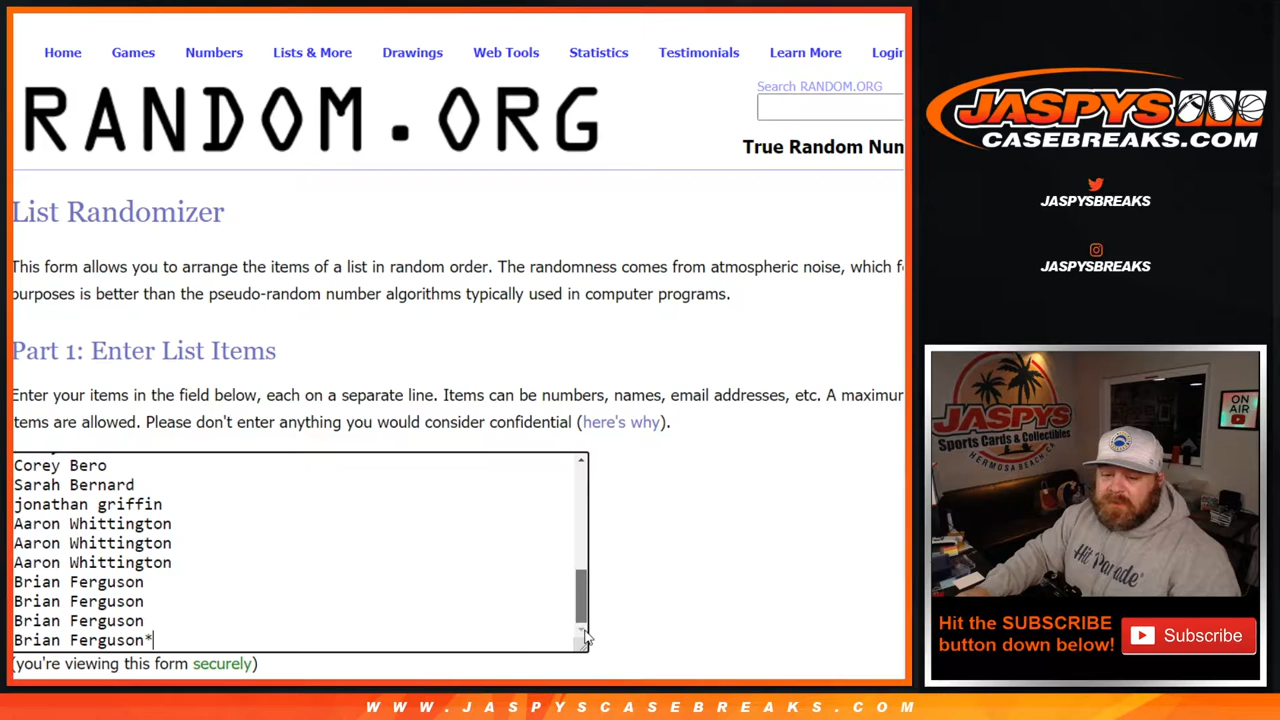 Home Games Numbers Lists & More Drawings Web Tools Statistics Testimonials Learn More Login
RANDOM.ORG
Search RANDOM.ORG
True Random Num
List Randomizer
This form allows you to arrange the items of a list in random order. The randomness comes from atmospheric noise, which f
purposes is better than the pseudo-random number algorithms typically used in computer programs.
Part 1: Enter List Items
Enter your items in the field below, each on a separate line. Items can be numbers, names, email addresses, etc. A maximum
items are allowed. Please don't enter anything you would consider confidential (here's why).
Corey Bero
Sarah Bernard
jonathan griffin
Aaron Whittington
Aaron Whittington
Aaron Whittington
Brian Ferguson
Brian Ferguson
Brian Ferguson
Brian Ferguson*
(you're viewing this form securely)
JASPYS
CASEBREAKS.COM
JASPYSBREAKS
JASPYSBREAKS
JASPYS
Sports Cards & Collectibles
HERMOSA BEACH, CA
ON
AIR
Hit Parade
Hit the SUBSCRIBE
button down below!
Subscribe
WWW.JASPYSCASEBREAKS.COM